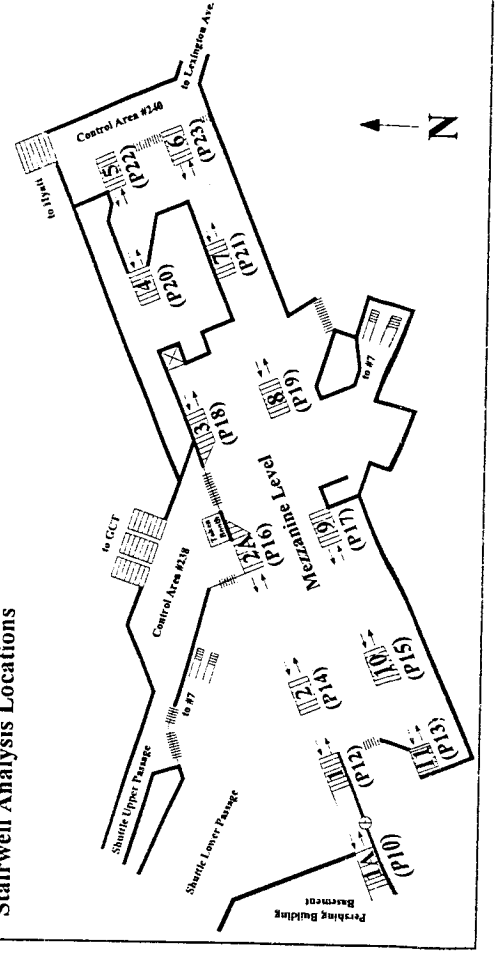 Stairwell Analysis Locations
to Hyatt
Control Area #240
to Lexington Ave.
5
(P22)
6
(P23)
4
(P20)
7
(P21)
3
(P18)
8
(P19)
to #7
to GCT
Control Area #238
Token
Booth
2A
(P16)
Mezzanine Level
9
(P17)
to #7
2
(P14)
10
(P15)
Shuttle Upper Passage
Shuttle Lower Passage
1
(P12)
11
(P13)
1A
(P10)
Pershing Building
Basement
N